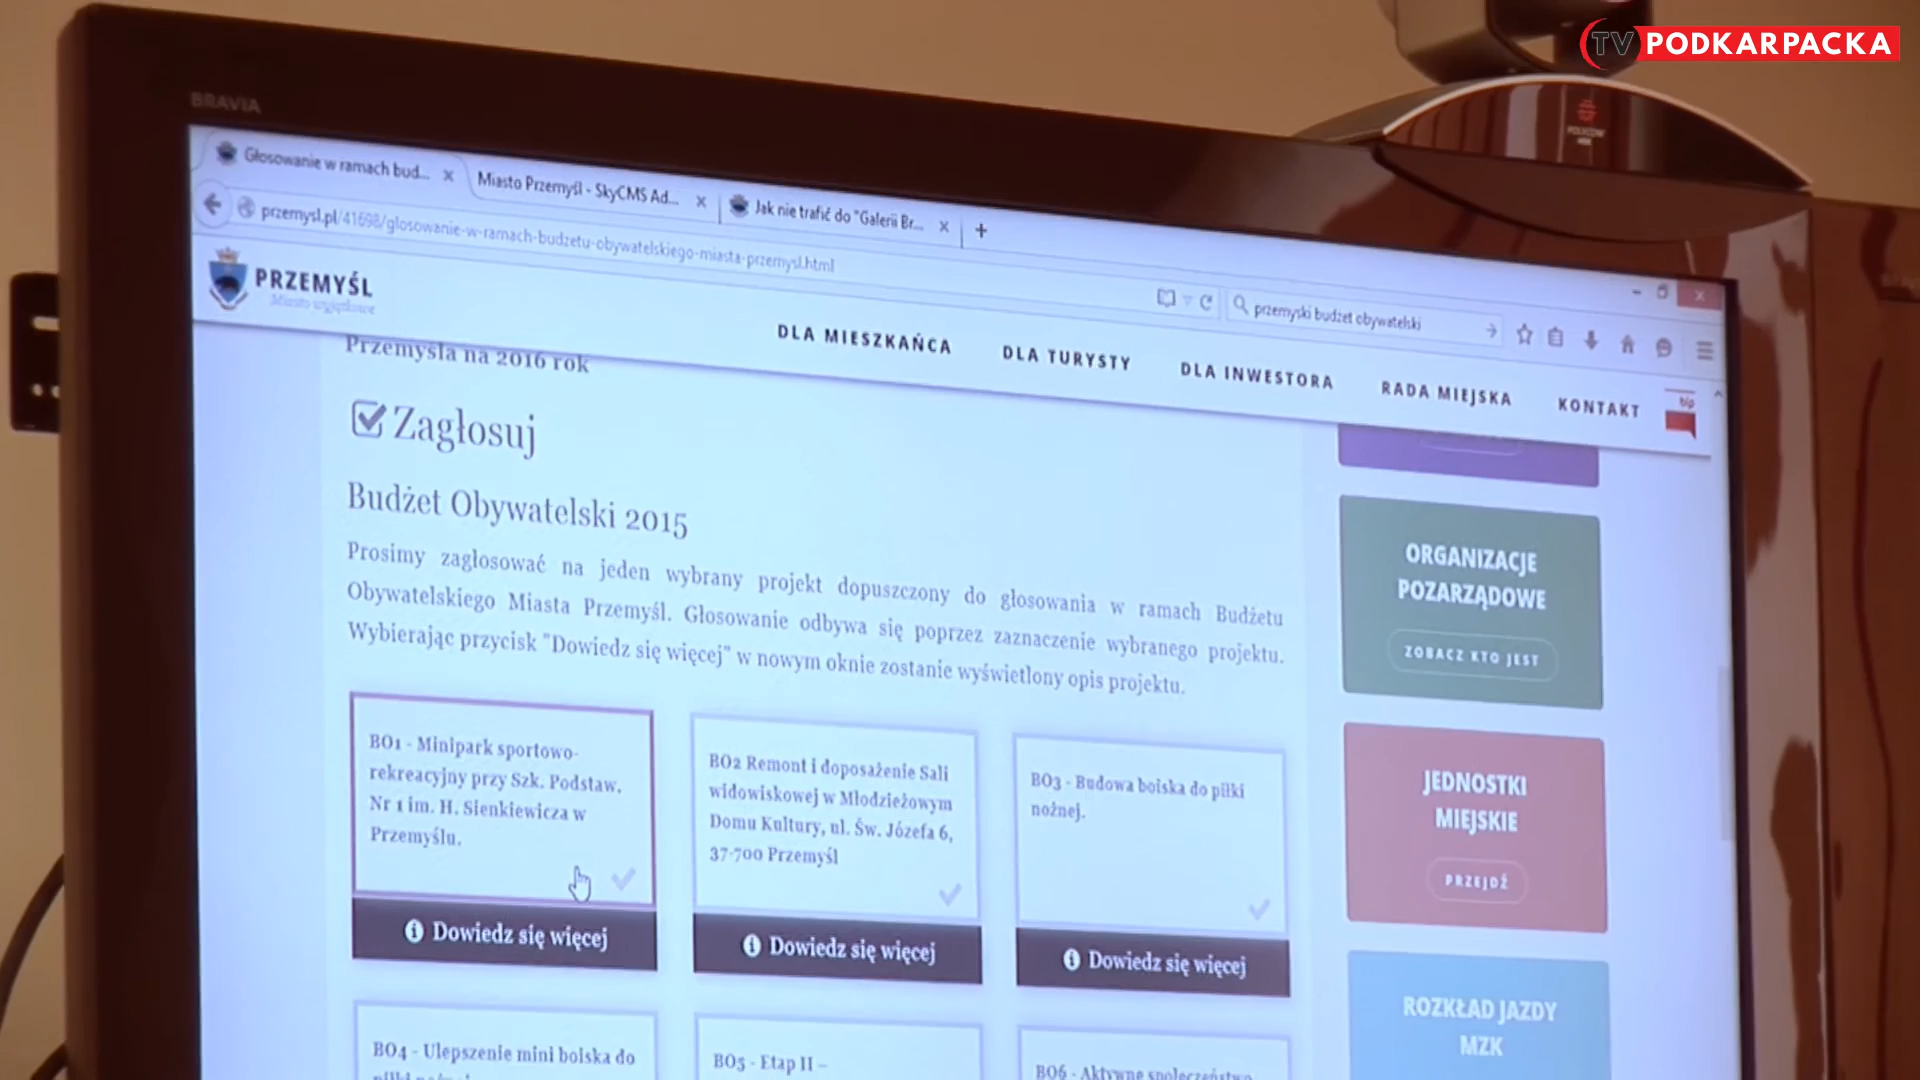 TV PODKARPACKA
BRAVIA
Głosowanie w ramach bud...
Miasto Przemyśl - SkyCMS Ad...
Jak nie trafić do "Galerii Br...
przemysl.pl/41698/glosowanie-w-ramach-budzetu-obywatelskiego-miasta-przemysl.html
przemyski budżet obywatelski
PRZEMYŚL
Miasto wyjątkowe
DLA MIESZKAŃCA
DLA TURYSTY
DLA INWESTORA
RADA MIEJSKA
KONTAKT
bip
Przemyśla na 2016 rok
Zagłosuj
Budżet Obywatelski 2015
Prosimy zagłosować na jeden wybrany projekt dopuszczony do głosowania w ramach Budżetu
Obywatelskiego Miasta Przemyśl. Głosowanie odbywa się poprzez zaznaczenie wybranego projektu.
Wybierając przycisk "Dowiedz się więcej" w nowym oknie zostanie wyświetlony opis projektu.
BO1 - Minipark sportowo-
rekreacyjny przy Szk. Podstaw.
Nr 1 im. H. Sienkiewicza w
Przemyślu.
Dowiedz się więcej
BO2 Remont i doposażenie Sali
widowiskowej w Młodzieżowym
Domu Kultury, ul. Św. Józefa 6,
37-700 Przemyśl
Dowiedz się więcej
BO3 - Budowa boiska do piłki
nożnej.
Dowiedz się więcej
BO4 - Ulepszenie mini boiska do
BO5 - Etap II –
BO6 - Aktywne społeczeństwo
ORGANIZACJE
POZARZĄDOWE
ZOBACZ KTO JEST
JEDNOSTKI
MIEJSKIE
PRZEJDŹ
ROZKŁAD JAZDY
MZK